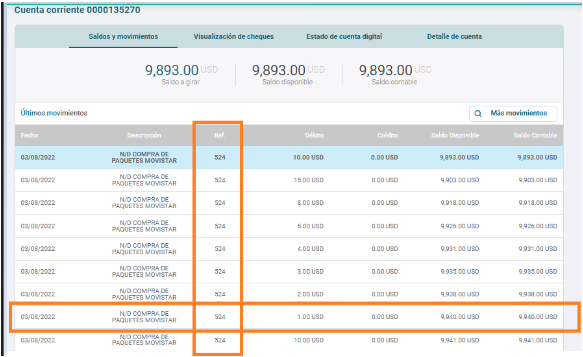 Cuenta corriente 0000135270
Saldos y movimientos Visualización de cheques Estado de cuenta digital Detalle de cuenta
9,893.00 USD 9,893.00 USD 9,893.00 USD
Saldo a girar Saldo disponible Saldo contable
Últimos movimientos Más movimientos
Fecha Descripción Ref. Débito Crédito Saldo Disponible Saldo Contable
03/08/2022 N/D COMPRA DE PAQUETES MOVISTAR 524 10.00 USD 0.00 USD 9,893.00 USD 9,893.00 USD
03/08/2022 N/D COMPRA DE PAQUETES MOVISTAR 524 15.00 USD 0.00 USD 9,903.00 USD 9,903.00 USD
03/08/2022 N/D COMPRA DE PAQUETES MOVISTAR 524 8.00 USD 0.00 USD 9,918.00 USD 9,918.00 USD
03/08/2022 N/D COMPRA DE PAQUETES MOVISTAR 524 5.00 USD 0.00 USD 9,926.00 USD 9,926.00 USD
03/08/2022 N/D COMPRA DE PAQUETES MOVISTAR 524 4.00 USD 0.00 USD 9,931.00 USD 9,931.00 USD
03/08/2022 N/D COMPRA DE PAQUETES MOVISTAR 524 3.00 USD 0.00 USD 9,935.00 USD 9,935.00 USD
03/08/2022 N/D COMPRA DE PAQUETES MOVISTAR 524 2.00 USD 0.00 USD 9,938.00 USD 9,938.00 USD
03/08/2022 N/D COMPRA DE PAQUETES MOVISTAR 524 1.00 USD 0.00 USD 9,940.00 USD 9,940.00 USD
03/08/2022 N/D COMPRA DE PAQUETES MOVISTAR 524 10.00 USD 0.00 USD 9,941.00 USD 9,941.00 USD